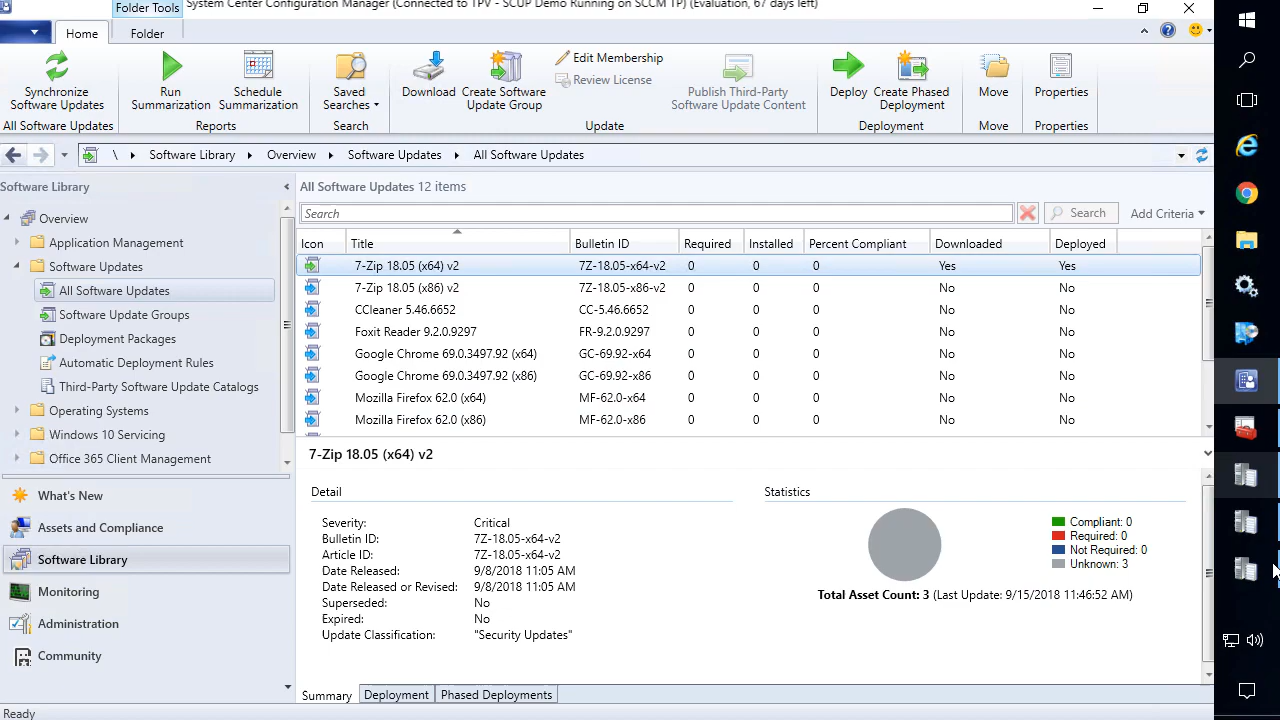 Folder Tools
System Center Configuration Manager (Connected to TPV - SCUP Demo Running on SCCM TP) (Evaluation, 67 days left)
Home
Folder
Synchronize
Software Updates
Run
Summarization
Schedule
Summarization
Saved
Searches
Download
Create Software
Update Group
Edit Membership
Review License
Publish Third-Party
Software Update Content
Deploy
Create Phased
Deployment
Move
Properties
All Software Updates
Reports
Search
Update
Deployment
Move
Properties
\ Software Library Overview Software Updates All Software Updates
Software Library
Overview
Application Management
Software Updates
All Software Updates
Software Update Groups
Deployment Packages
Automatic Deployment Rules
Third-Party Software Update Catalogs
Operating Systems
Windows 10 Servicing
Office 365 Client Management
What's New
Assets and Compliance
Software Library
Monitoring
Administration
Community
All Software Updates 12 items
Search
Search
Add Criteria
Icon Title Bulletin ID Required Installed Percent Compliant Downloaded Deployed
7-Zip 18.05 (x64) v2 7Z-18.05-x64-v2 0 0 0 Yes Yes
7-Zip 18.05 (x86) v2 7Z-18.05-x86-v2 0 0 0 No No
CCleaner 5.46.6652 CC-5.46.6652 0 0 0 No No
Foxit Reader 9.2.0.9297 FR-9.2.0.9297 0 0 0 No No
Google Chrome 69.0.3497.92 (x64) GC-69.92-x64 0 0 0 No No
Google Chrome 69.0.3497.92 (x86) GC-69.92-x86 0 0 0 No No
Mozilla Firefox 62.0 (x64) MF-62.0-x64 0 0 0 No No
Mozilla Firefox 62.0 (x86) MF-62.0-x86 0 0 0 No No
7-Zip 18.05 (x64) v2
Detail
Severity: Critical
Bulletin ID: 7Z-18.05-x64-v2
Article ID: 7Z-18.05-x64-v2
Date Released: 9/8/2018 11:05 AM
Date Released or Revised: 9/8/2018 11:05 AM
Superseded: No
Expired: No
Update Classification: "Security Updates"
Statistics
Compliant: 0
Required: 0
Not Required: 0
Unknown: 3
Total Asset Count: 3 (Last Update: 9/15/2018 11:46:52 AM)
Summary Deployment Phased Deployments
Ready